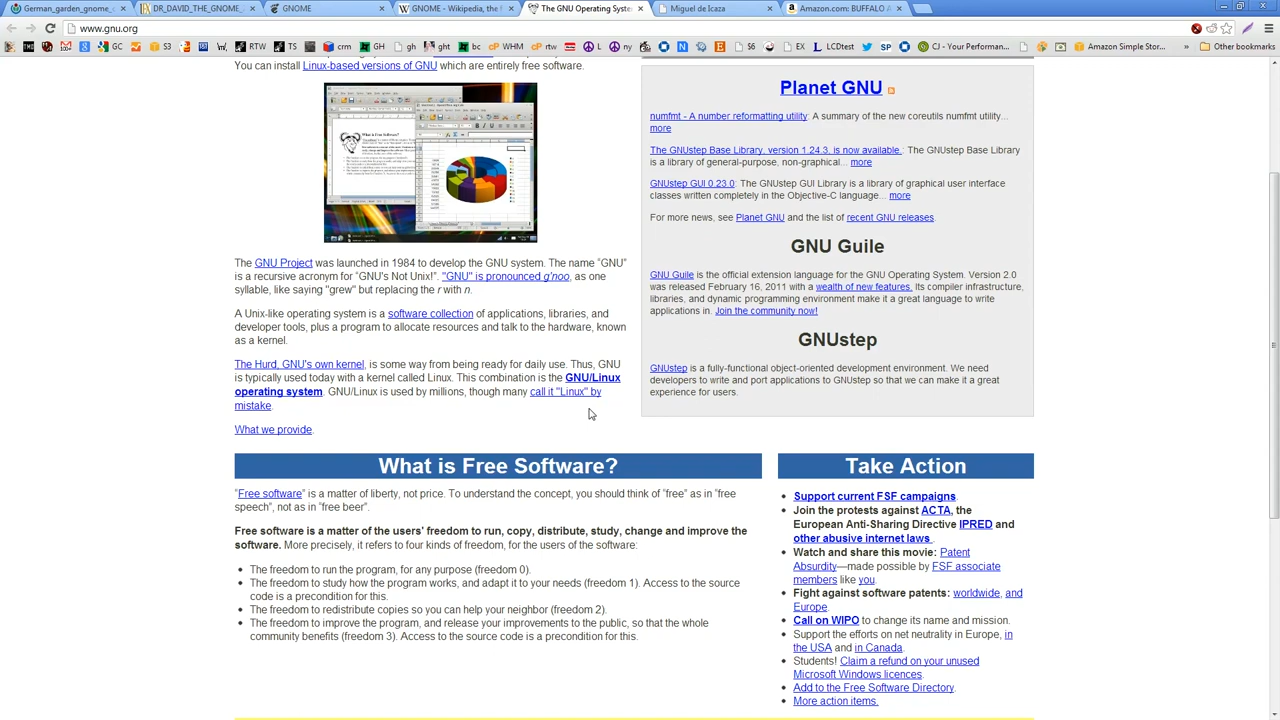 German_garden_gnome_c
DR_DAVID_THE_GNOME_
GNOME
GNOME - Wikipedia, the f
The GNU Operating Syste
Miguel de Icaza
Amazon.com: BUFFALO A
www.gnu.org
GC
S3
RTW
TS
crm
GH
gh
ght
bc
WHM
rtw
L
ny
$6
LCDtest
SP
CJ - Your Performan...
Amazon Simple Stor...
Other bookmarks
You can install Linux-based versions of GNU which are entirely free software.
The GNU Project was launched in 1984 to develop the GNU system. The name “GNU”
is a recursive acronym for “GNU's Not Unix!”. "GNU" is pronounced g'noo, as one
syllable, like saying “grew” but replacing the r with n.
A Unix-like operating system is a software collection of applications, libraries, and
developer tools, plus a program to allocate resources and talk to the hardware, known
as a kernel.
The Hurd, GNU's own kernel, is some way from being ready for daily use. Thus, GNU
is typically used today with a kernel called Linux. This combination is the GNU/Linux
operating system. GNU/Linux is used by millions, though many call it "Linux" by
mistake.
What we provide.
Planet GNU
numfmt - A number reformatting utility: A summary of the new coreutils numfmt utility...
more
The GNUstep Base Library, version 1.24.3 is now available.: The GNUstep Base Library
is a library of general-purpose, non-graphical... more
GNUstep GUI 0.23.0: The GNUstep GUI Library is a library of graphical user interface
classes written completely in the Objective-C language... more
For more news, see Planet GNU and the list of recent GNU releases.
GNU Guile
GNU Guile is the official extension language for the GNU Operating System. Version 2.0
was released February 16, 2011 with a wealth of new features. Its compiler infrastructure,
libraries, and dynamic programming environment make it a great language to write
applications in. Join the community now!
GNUstep
GNUstep is a fully-functional object-oriented development environment. We need
developers to write and port applications to GNUstep so that we can make it a great
experience for users.
What is Free Software?
“Free software” is a matter of liberty, not price. To understand the concept, you should think of “free” as in “free
speech”, not as in “free beer”.
Free software is a matter of the users' freedom to run, copy, distribute, study, change and improve the
software. More precisely, it refers to four kinds of freedom, for the users of the software:
The freedom to run the program, for any purpose (freedom 0).
The freedom to study how the program works, and adapt it to your needs (freedom 1). Access to the source
code is a precondition for this.
The freedom to redistribute copies so you can help your neighbor (freedom 2).
The freedom to improve the program, and release your improvements to the public, so that the whole
community benefits (freedom 3). Access to the source code is a precondition for this.
Take Action
Support current FSF campaigns.
Join the protests against ACTA, the
European Anti-Sharing Directive IPRED and
other abusive internet laws .
Watch and share this movie: Patent
Absurdity—made possible by FSF associate
members like you.
Fight against software patents: worldwide, and
Europe.
Call on WIPO to change its name and mission.
Support the efforts on net neutrality in Europe, in
the USA and in Canada.
Students! Claim a refund on your unused
Microsoft Windows licences.
Add to the Free Software Directory.
More action items.